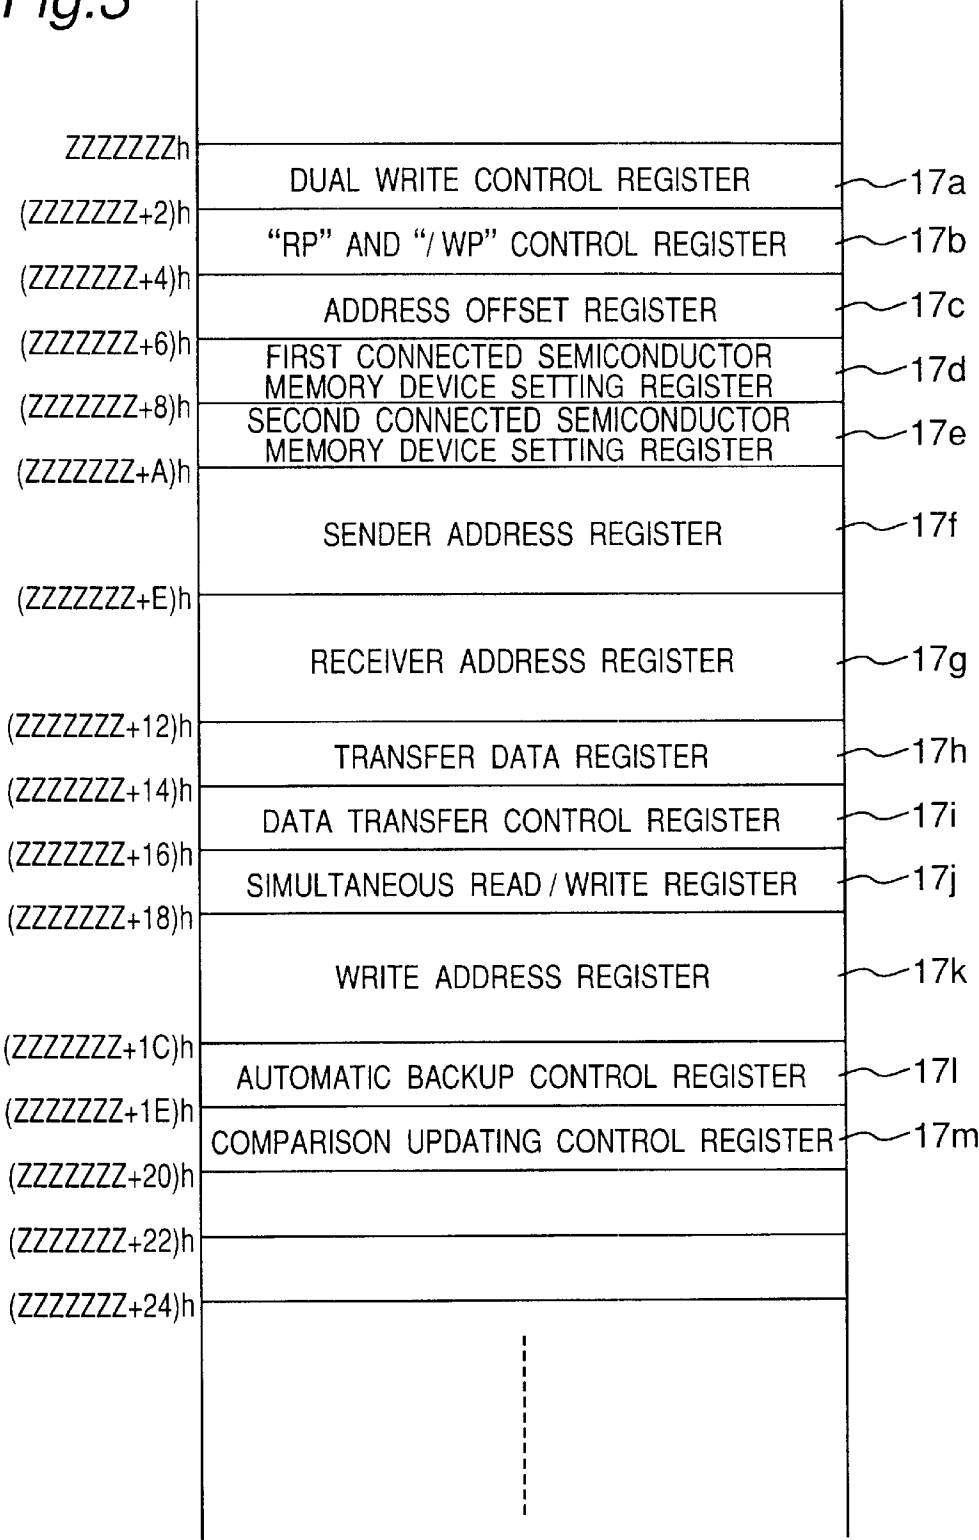 Fig.3
ZZZZZZZh
DUAL WRITE CONTROL REGISTER
17a
(ZZZZZZZ+2)h
“RP” AND “/WP” CONTROL REGISTER
17b
(ZZZZZZZ+4)h
ADDRESS OFFSET REGISTER
17c
(ZZZZZZZ+6)h
FIRST CONNECTED SEMICONDUCTOR
MEMORY DEVICE SETTING REGISTER
17d
(ZZZZZZZ+8)h
SECOND CONNECTED SEMICONDUCTOR
MEMORY DEVICE SETTING REGISTER
17e
(ZZZZZZZ+A)h
SENDER ADDRESS REGISTER
17f
(ZZZZZZZ+E)h
RECEIVER ADDRESS REGISTER
17g
(ZZZZZZZ+12)h
TRANSFER DATA REGISTER
17h
(ZZZZZZZ+14)h
DATA TRANSFER CONTROL REGISTER
17i
(ZZZZZZZ+16)h
SIMULTANEOUS READ/WRITE REGISTER
17j
(ZZZZZZZ+18)h
WRITE ADDRESS REGISTER
17k
(ZZZZZZZ+1C)h
AUTOMATIC BACKUP CONTROL REGISTER
17l
(ZZZZZZZ+1E)h
COMPARISON UPDATING CONTROL REGISTER
17m
(ZZZZZZZ+20)h
(ZZZZZZZ+22)h
(ZZZZZZZ+24)h